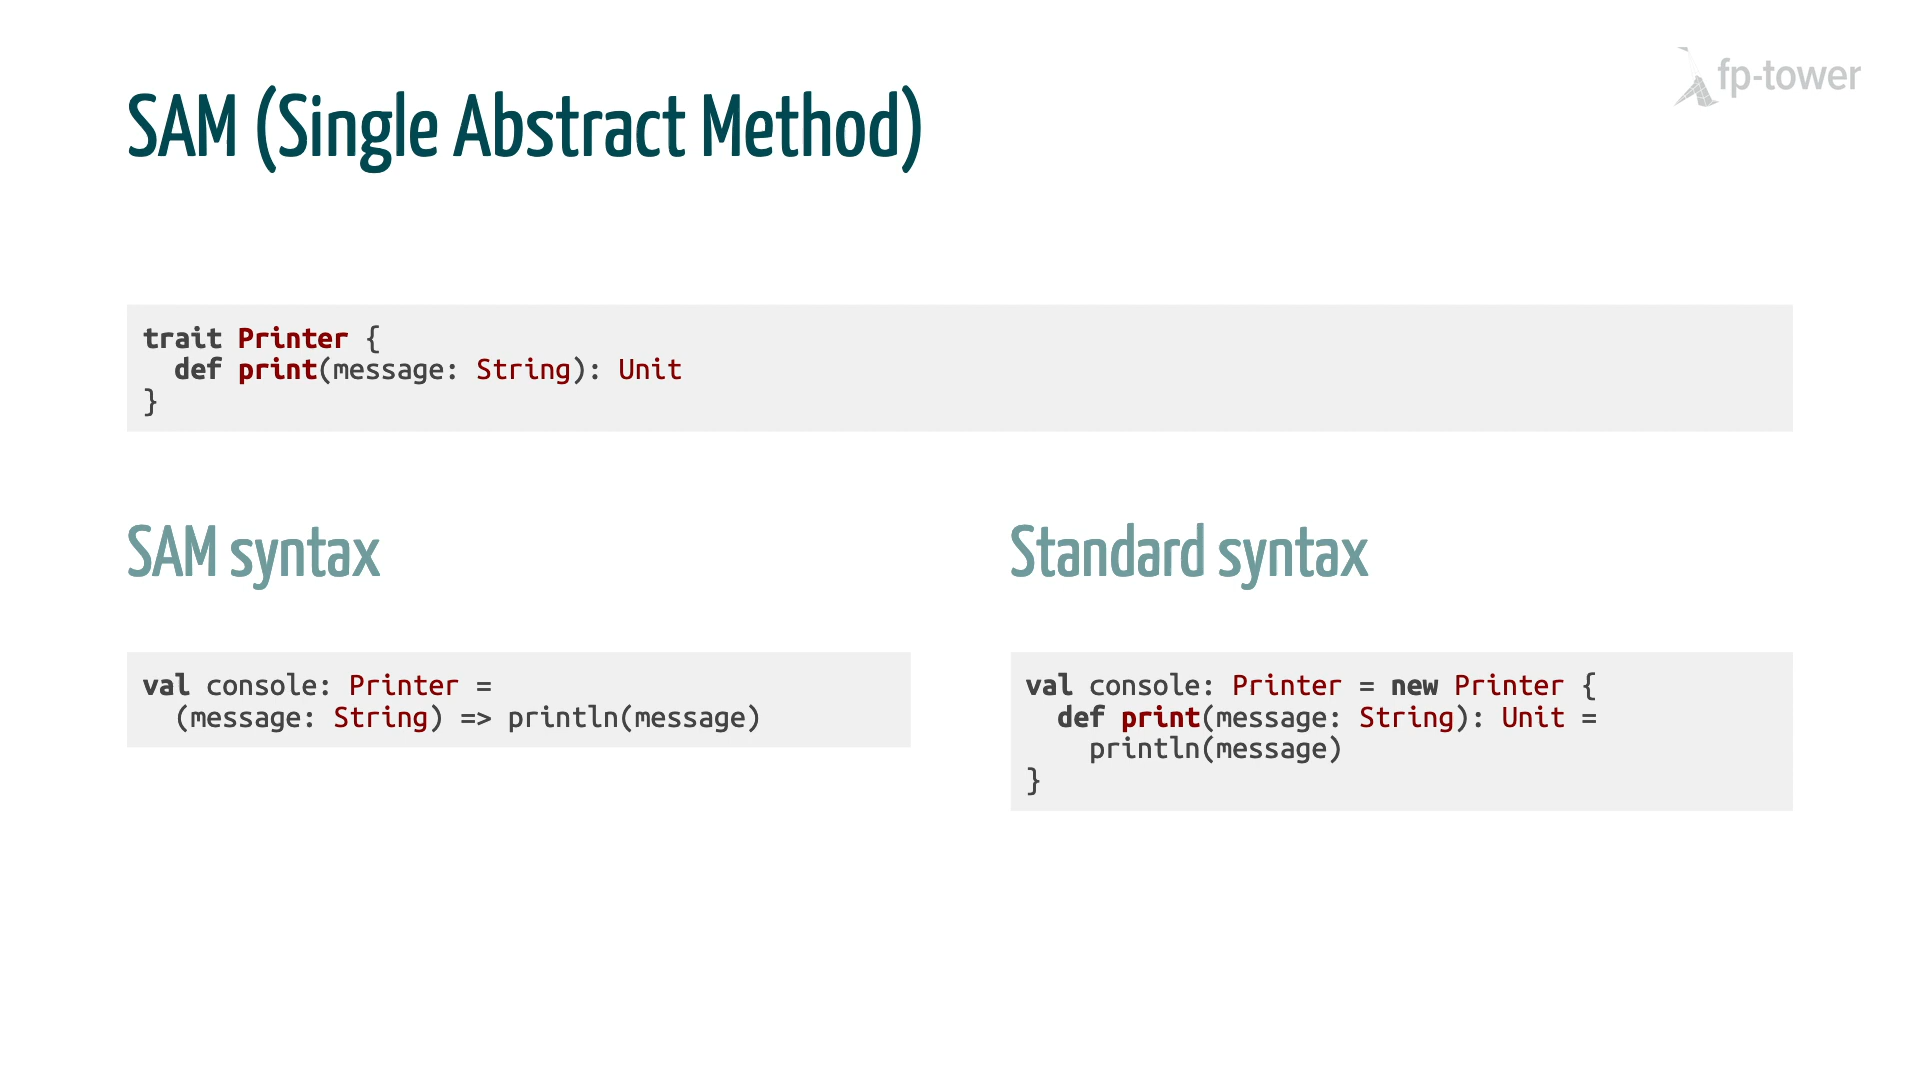 fp-tower
SAM (Single Abstract Method)
trait Printer {
  def print(message: String): Unit
}
SAM syntax
val console: Printer =
  (message: String) => println(message)
Standard syntax
val console: Printer = new Printer {
  def print(message: String): Unit =
    println(message)
}